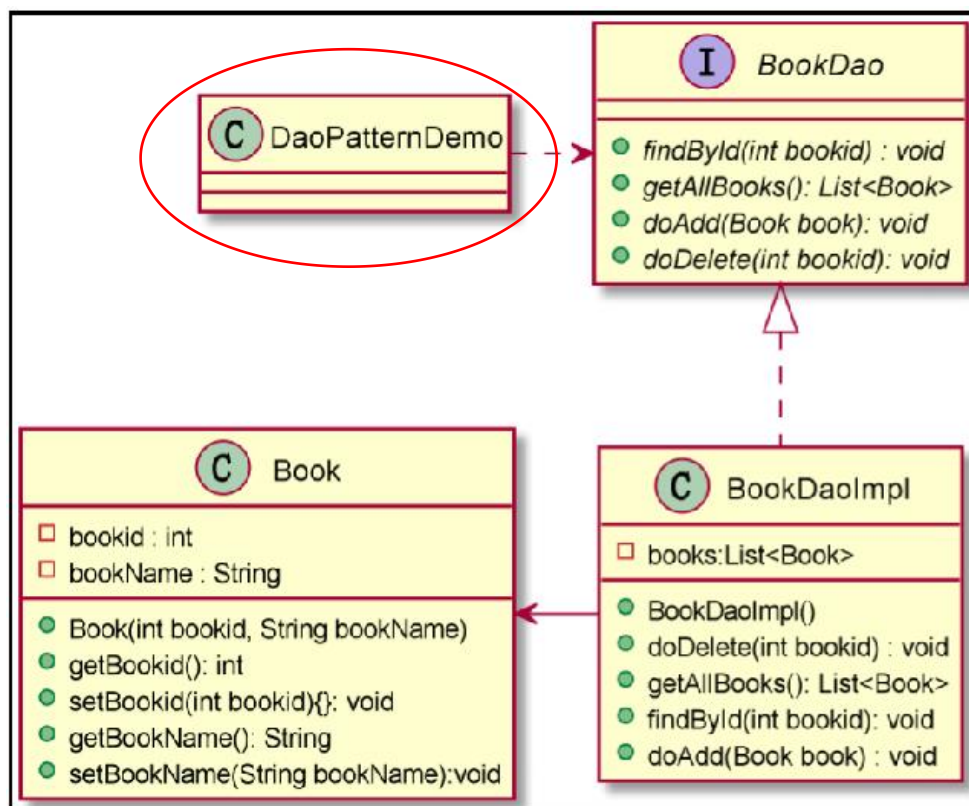 C DaoPatternDemo
I BookDao
findById(int bookid) : void
getAllBooks(): List<Book>
doAdd(Book book): void
doDelete(int bookid): void
C Book
bookid : int
bookName : String
Book(int bookid, String bookName)
getBookid(): int
setBookid(int bookid){}: void
getBookName(): String
setBookName(String bookName):void
C BookDaoImpl
books:List<Book>
BookDaoImpl()
doDelete(int bookid) : void
getAllBooks(): List<Book>
findById(int bookid): void
doAdd(Book book) : void